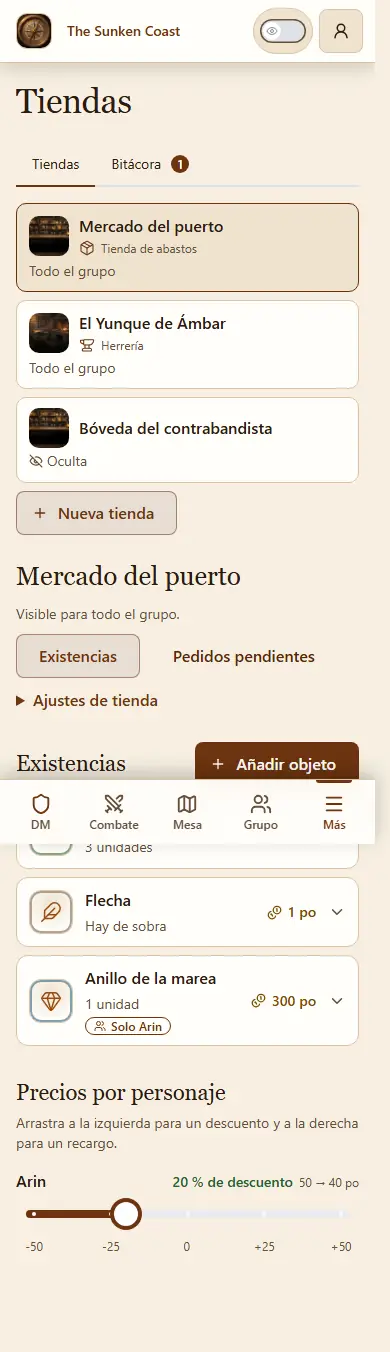 The Sunken Coast
Tiendas
Tiendas
Bitácora 1
Mercado del puerto
Tienda de abastos
Todo el grupo
El Yunque de Ámbar
Herrería
Todo el grupo
Bóveda del contrabandista
Oculta
+ Nueva tienda
Mercado del puerto
Visible para todo el grupo.
Existencias
Pedidos pendientes
Ajustes de tienda
Existencias
+ Añadir objeto
DM
Combate
Mesa
Grupo
Más
3 unidades
Flecha
Hay de sobra
1 po
Anillo de la marea
1 unidad
Solo Arin
300 po
Precios por personaje
Arrastra a la izquierda para un descuento y a la derecha
para un recargo.
Arin
20 % de descuento 50 → 40 po
-50 -25 0 +25 +50